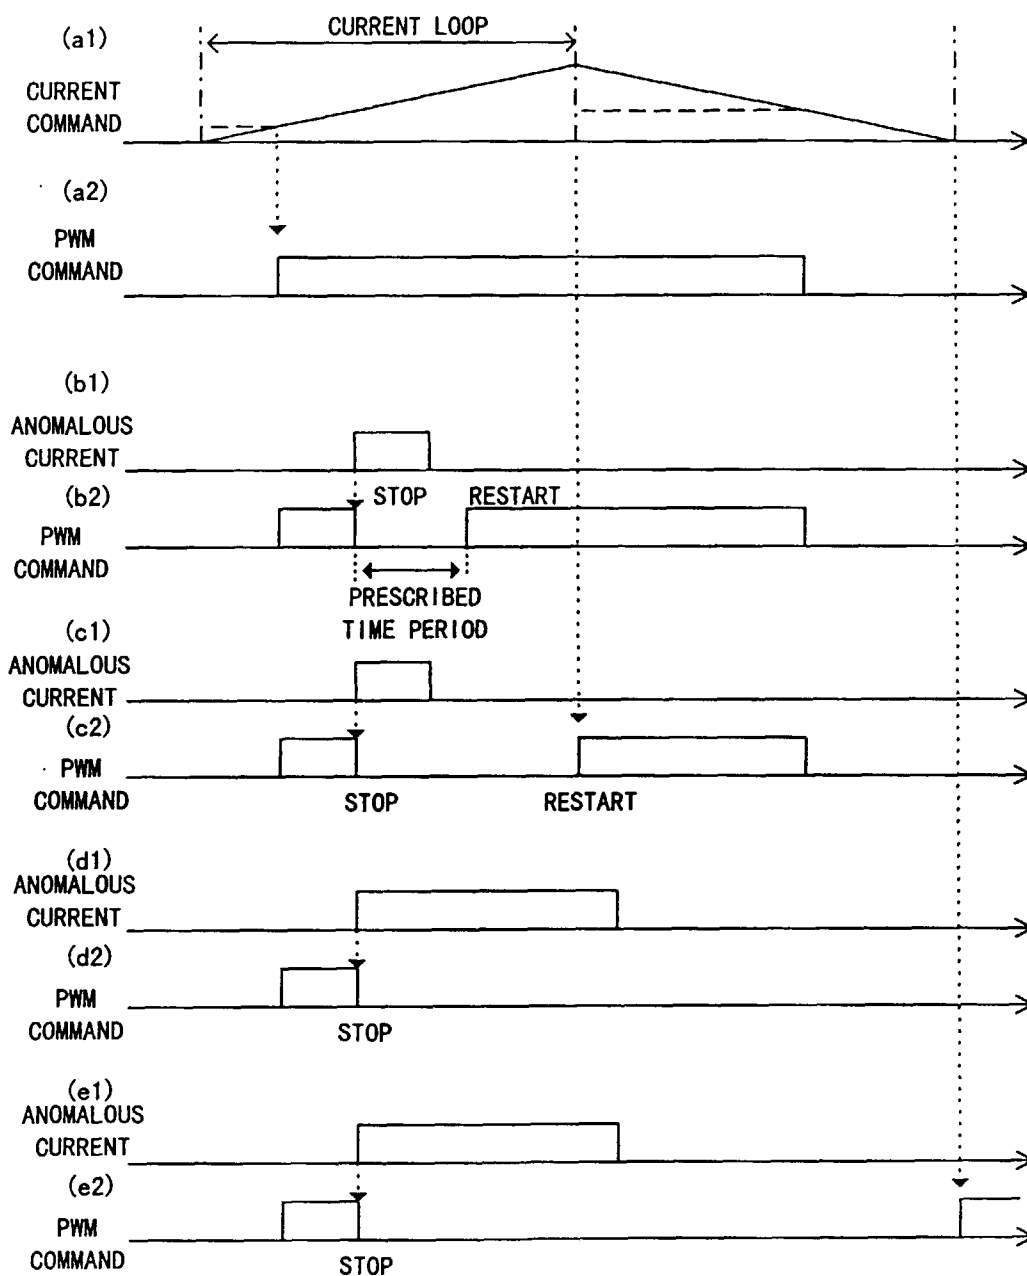 (a1)
CURRENT LOOP
CURRENT
COMMAND
(a2)
PWM
COMMAND
(b1)
ANOMALOUS
CURRENT
(b2)
STOP
RESTART
PWM
COMMAND
PRESCRIBED
TIME PERIOD
(c1)
ANOMALOUS
CURRENT
(c2)
PWM
COMMAND
STOP
RESTART
(d1)
ANOMALOUS
CURRENT
(d2)
PWM
COMMAND
STOP
(e1)
ANOMALOUS
CURRENT
(e2)
PWM
COMMAND
STOP